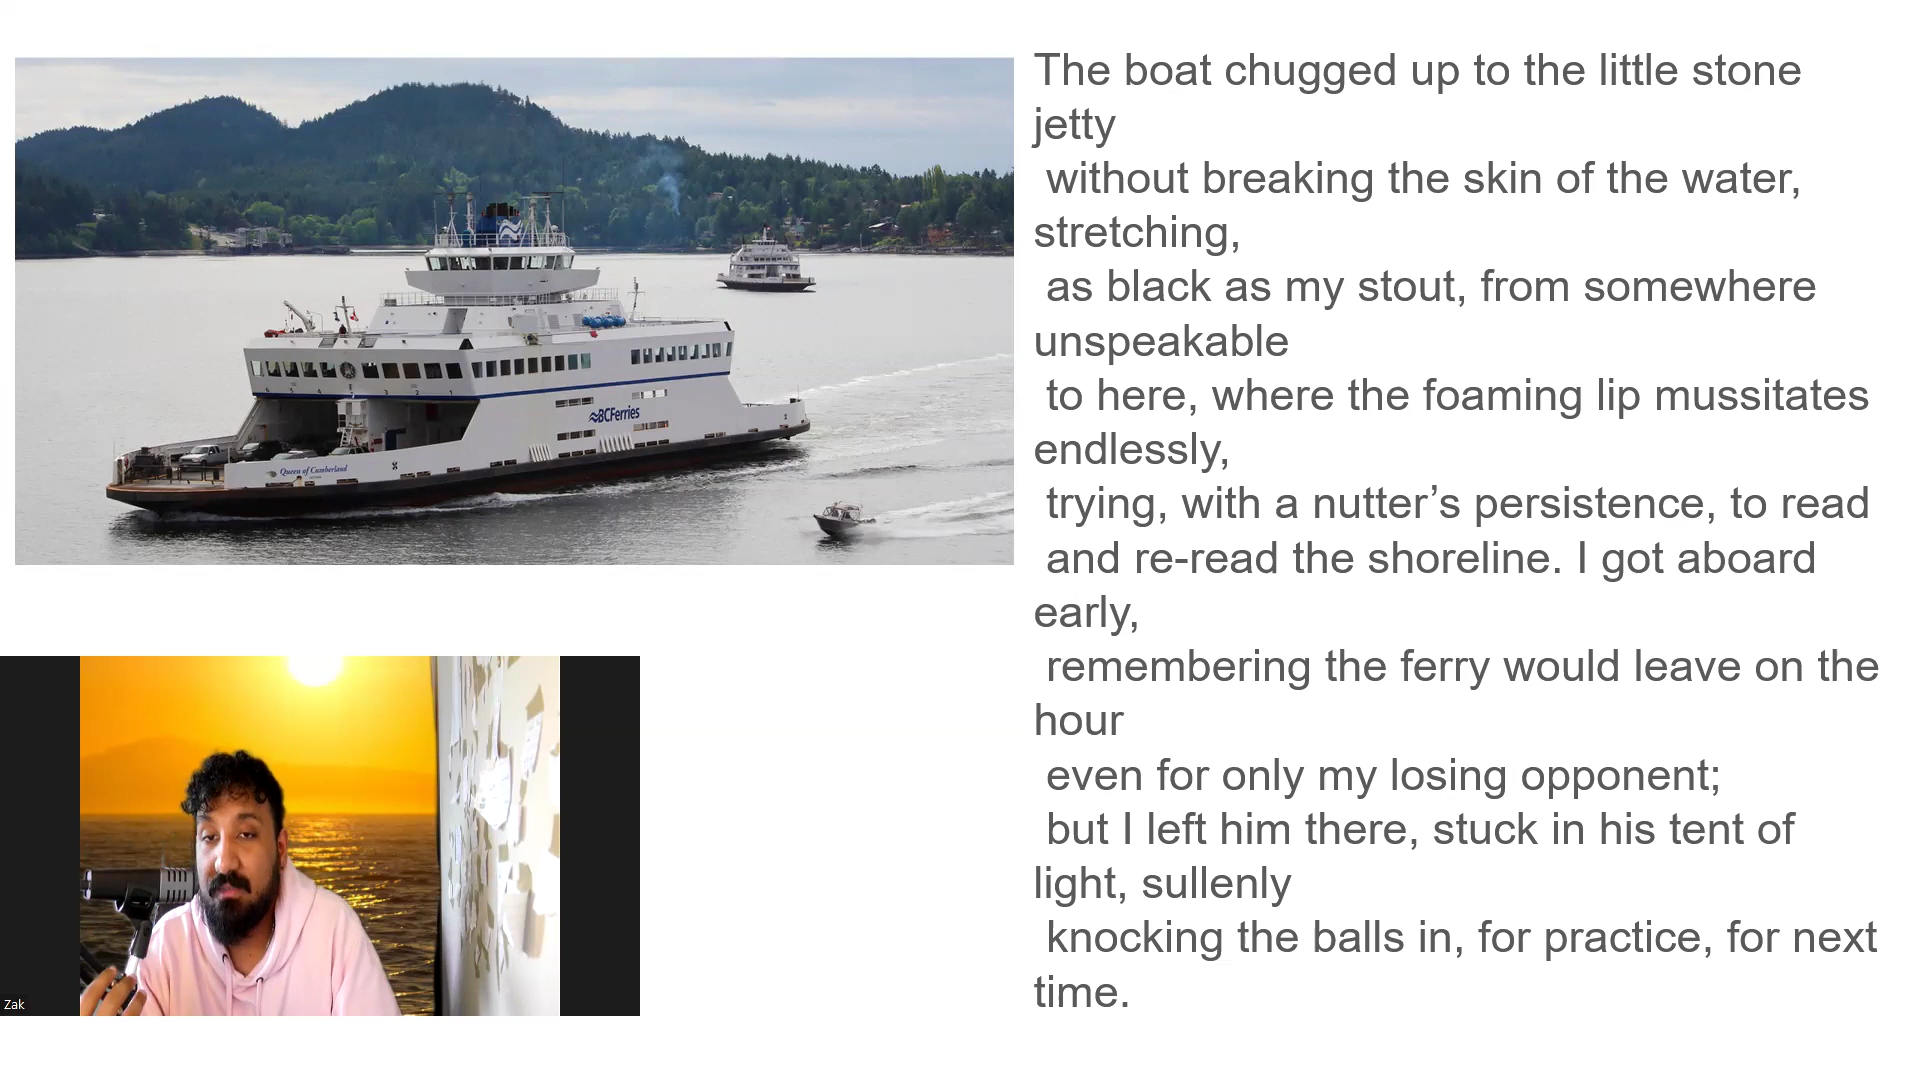 The boat chugged up to the little stone
jetty
without breaking the skin of the water,
stretching,
as black as my stout, from somewhere
unspeakable
to here, where the foaming lip mussitates
endlessly,
trying, with a nutter’s persistence, to read
and re-read the shoreline. I got aboard
early,
remembering the ferry would leave on the
hour
even for only my losing opponent;
but I left him there, stuck in his tent of
light, sullenly
knocking the balls in, for practice, for next
time.
BCFerries
Queen of Cumberland
Zak